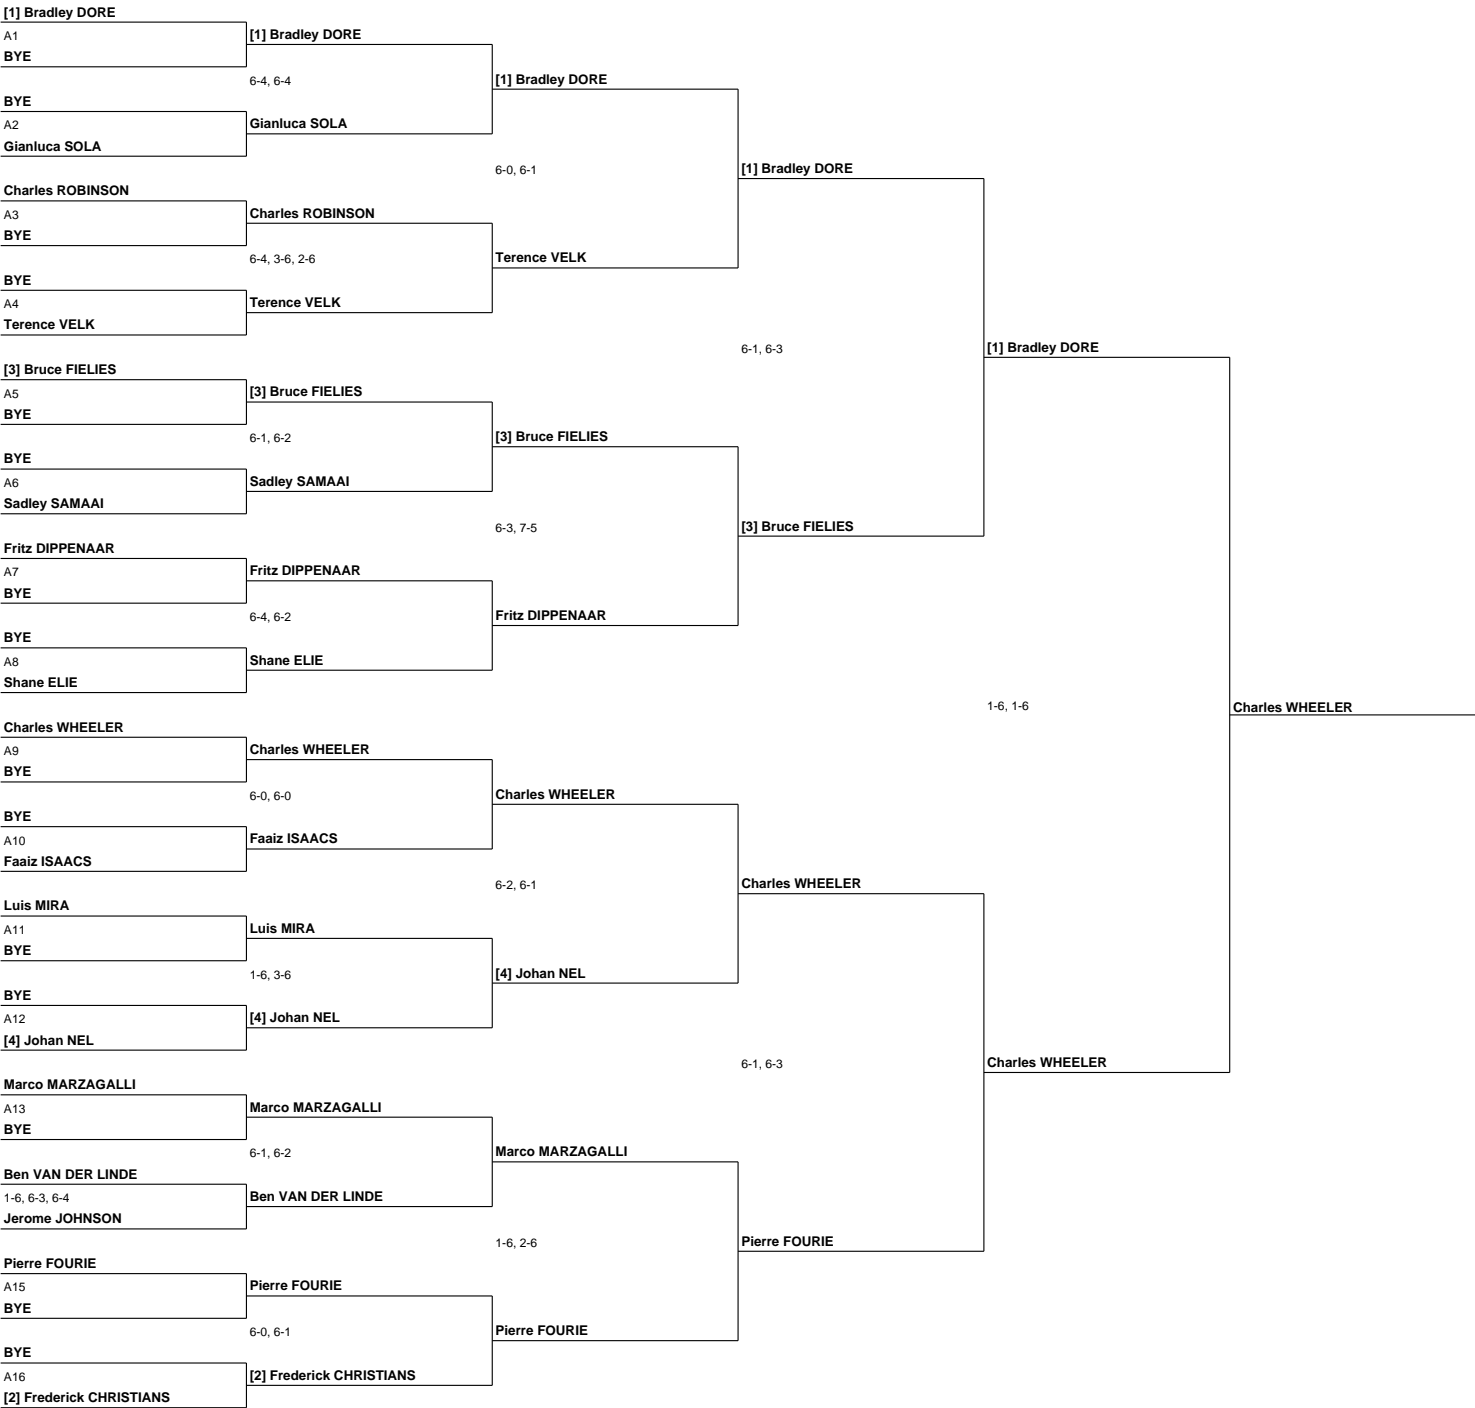 [1] Bradley DORE
A1
[1] Bradley DORE
BYE
6-4, 6-4
[1] Bradley DORE
BYE
A2
Gianluca SOLA
Gianluca SOLA
6-0, 6-1
[1] Bradley DORE
Charles ROBINSON
A3
Charles ROBINSON
BYE
6-4, 3-6, 2-6
Terence VELK
BYE
A4
Terence VELK
Terence VELK
6-1, 6-3
[1] Bradley DORE
[3] Bruce FIELIES
A5
[3] Bruce FIELIES
BYE
6-1, 6-2
[3] Bruce FIELIES
BYE
A6
Sadley SAMAAI
Sadley SAMAAI
6-3, 7-5
[3] Bruce FIELIES
Fritz DIPPENAAR
A7
Fritz DIPPENAAR
BYE
6-4, 6-2
Fritz DIPPENAAR
BYE
A8
Shane ELIE
Shane ELIE
1-6, 1-6
Charles WHEELER
Charles WHEELER
A9
Charles WHEELER
BYE
6-0, 6-0
Charles WHEELER
BYE
A10
Faaiz ISAACS
Faaiz ISAACS
6-2, 6-1
Charles WHEELER
Luis MIRA
A11
Luis MIRA
BYE
1-6, 3-6
[4] Johan NEL
BYE
A12
[4] Johan NEL
[4] Johan NEL
6-1, 6-3
Charles WHEELER
Marco MARZAGALLI
A13
Marco MARZAGALLI
BYE
6-1, 6-2
Marco MARZAGALLI
Ben VAN DER LINDE
1-6, 6-3, 6-4
Ben VAN DER LINDE
Jerome JOHNSON
1-6, 2-6
Pierre FOURIE
Pierre FOURIE
A15
Pierre FOURIE
BYE
6-0, 6-1
Pierre FOURIE
BYE
A16
[2] Frederick CHRISTIANS
[2] Frederick CHRISTIANS